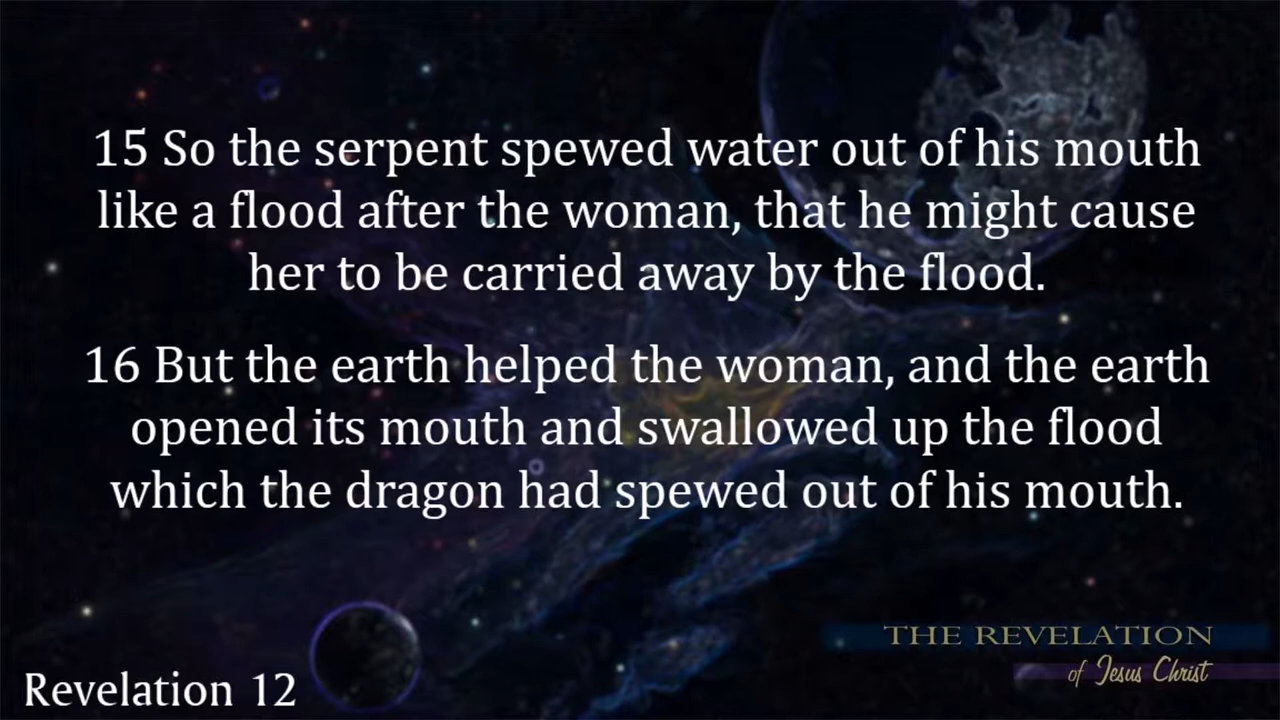 15 So the serpent spewed water out of his mouth
like a flood after the woman, that he might cause
her to be carried away by the flood.
16 But the earth helped the woman, and the earth
opened its mouth and swallowed up the flood
which the dragon had spewed out of his mouth.
THE REVELATION
of Jesus Christ
Revelation 12